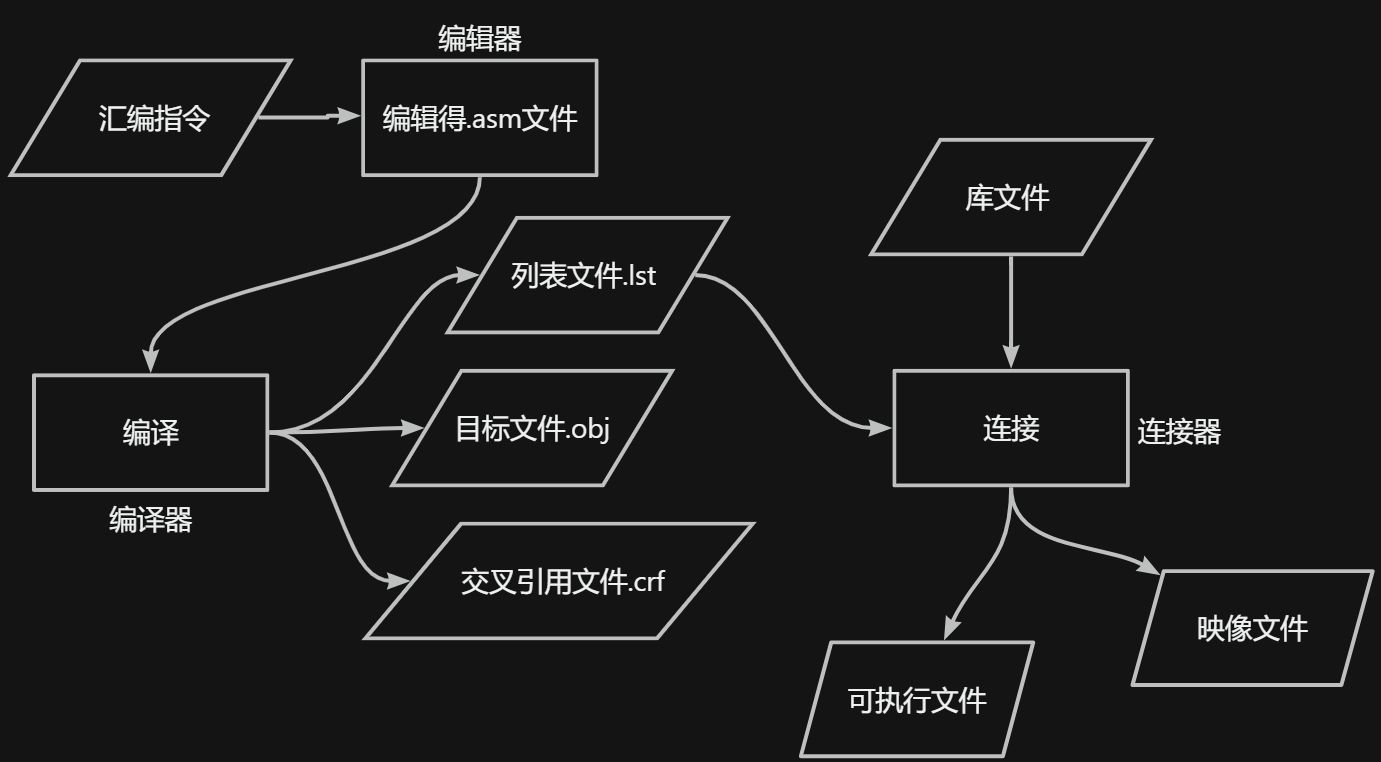 编辑器
汇编指令
编辑得.asm文件
库文件
列表文件.lst
编译
目标文件.obj
连接
连接器
编译器
交叉引用文件.crf
映像文件
可执行文件